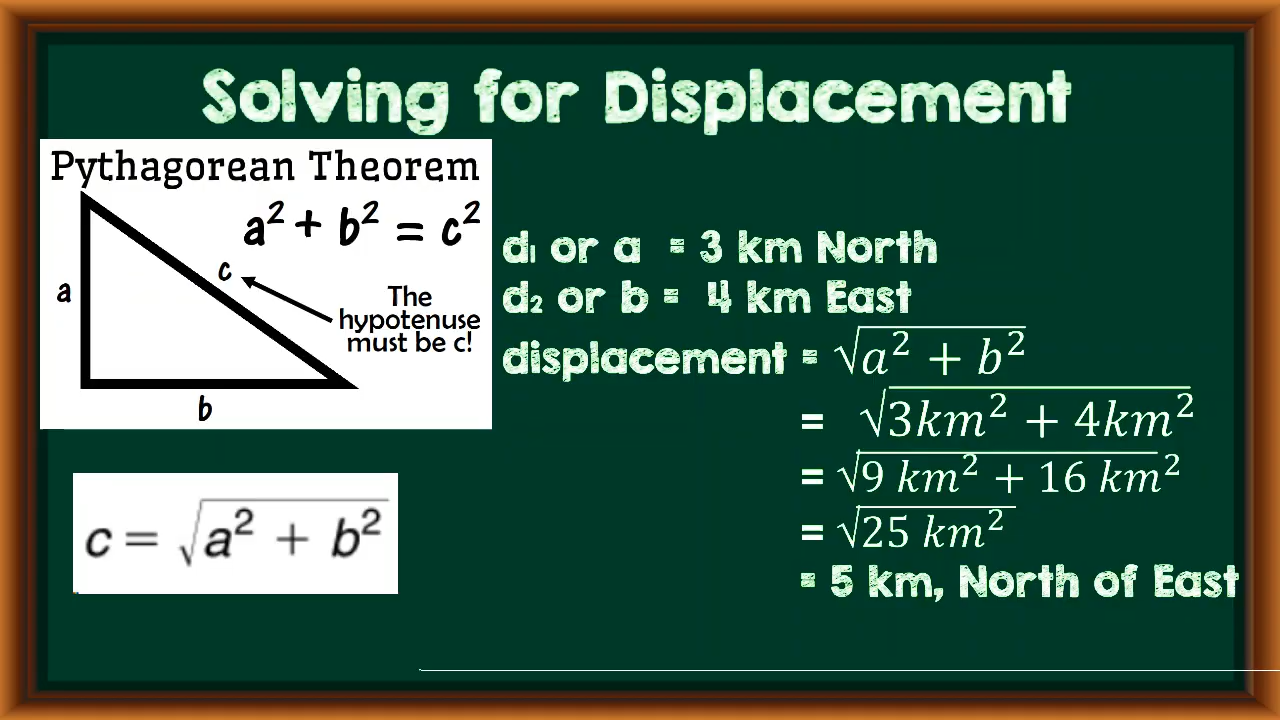 Solving for Displacement
Pythagorean Theorem
a² + b² = c²
c
a
The
hypotenuse
must be c!
b
c = √a² + b²
d₁ or a = 3 km North
d₂ or b = 4 km East
displacement = √a² + b²
= √3km² + 4km²
= √9 km² + 16 km²
= √25 km²
= 5 km, North of East